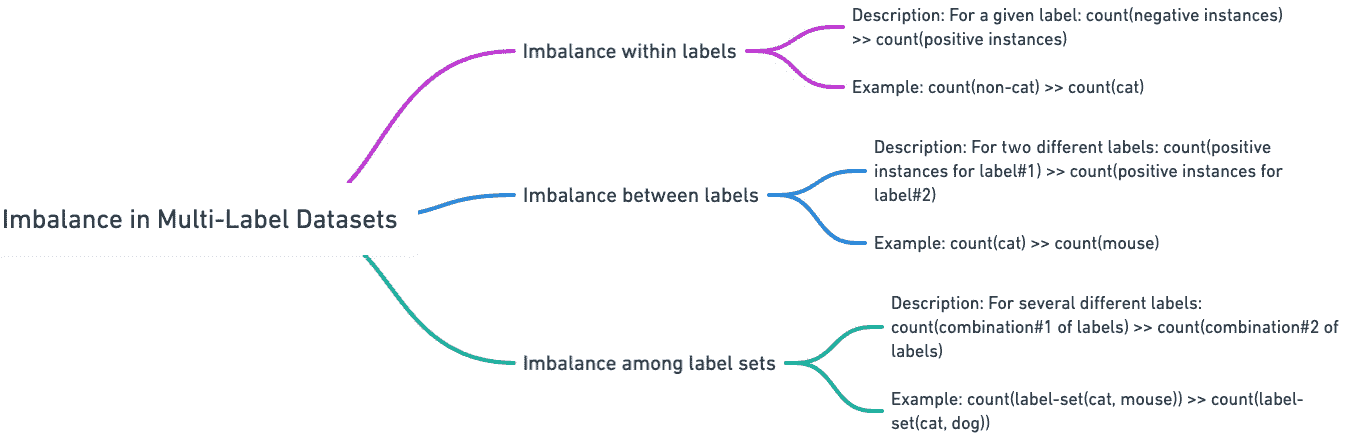 Imbalance in Multi-Label Datasets
Imbalance within labels
Description: For a given label: count(negative instances)
>> count(positive instances)
Example: count(non-cat) >> count(cat)
Imbalance between labels
Description: For two different labels: count(positive
instances for label#1) >> count(positive instances for
label#2)
Example: count(cat) >> count(mouse)
Imbalance among label sets
Description: For several different labels:
count(combination#1 of labels) >> count(combination#2 of
labels)
Example: count(label-set(cat, mouse)) >> count(label-
set(cat, dog))